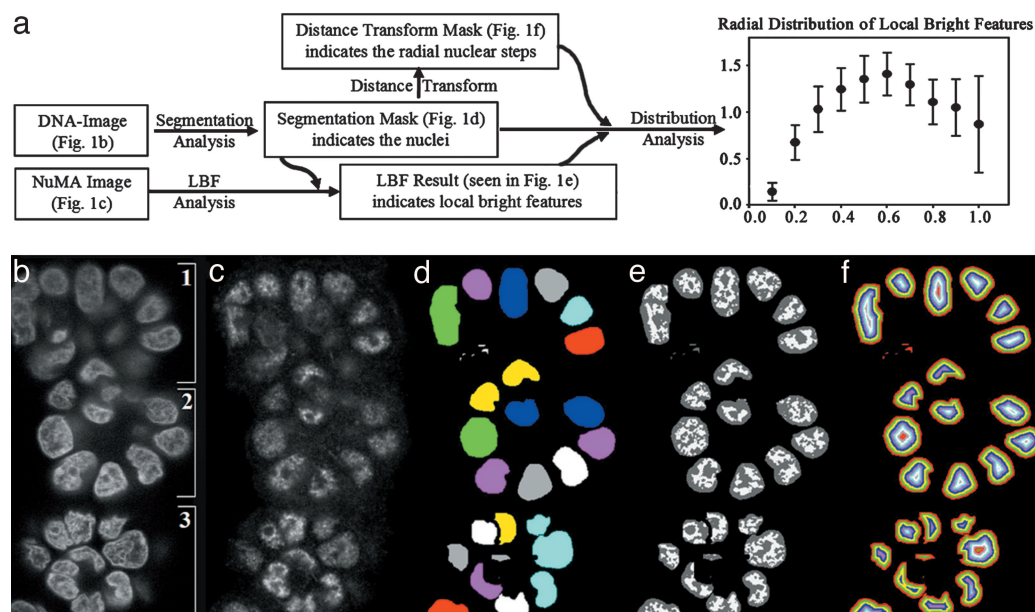 a
Distance Transform Mask (Fig. 1f)
indicates the radial nuclear steps
Distance Transform
DNA-Image
(Fig. 1b)
Segmentation
Analysis
Segmentation Mask (Fig. 1d)
indicates the nuclei
Distribution
Analysis
NuMA Image
(Fig. 1c)
LBF
Analysis
LBF Result (seen in Fig. 1e)
indicates local bright features
Radial Distribution of Local Bright Features
1.5
1.0
0.5
0.0
0.0 0.2 0.4 0.6 0.8 1.0
b
1
2
3
c
d
e
f